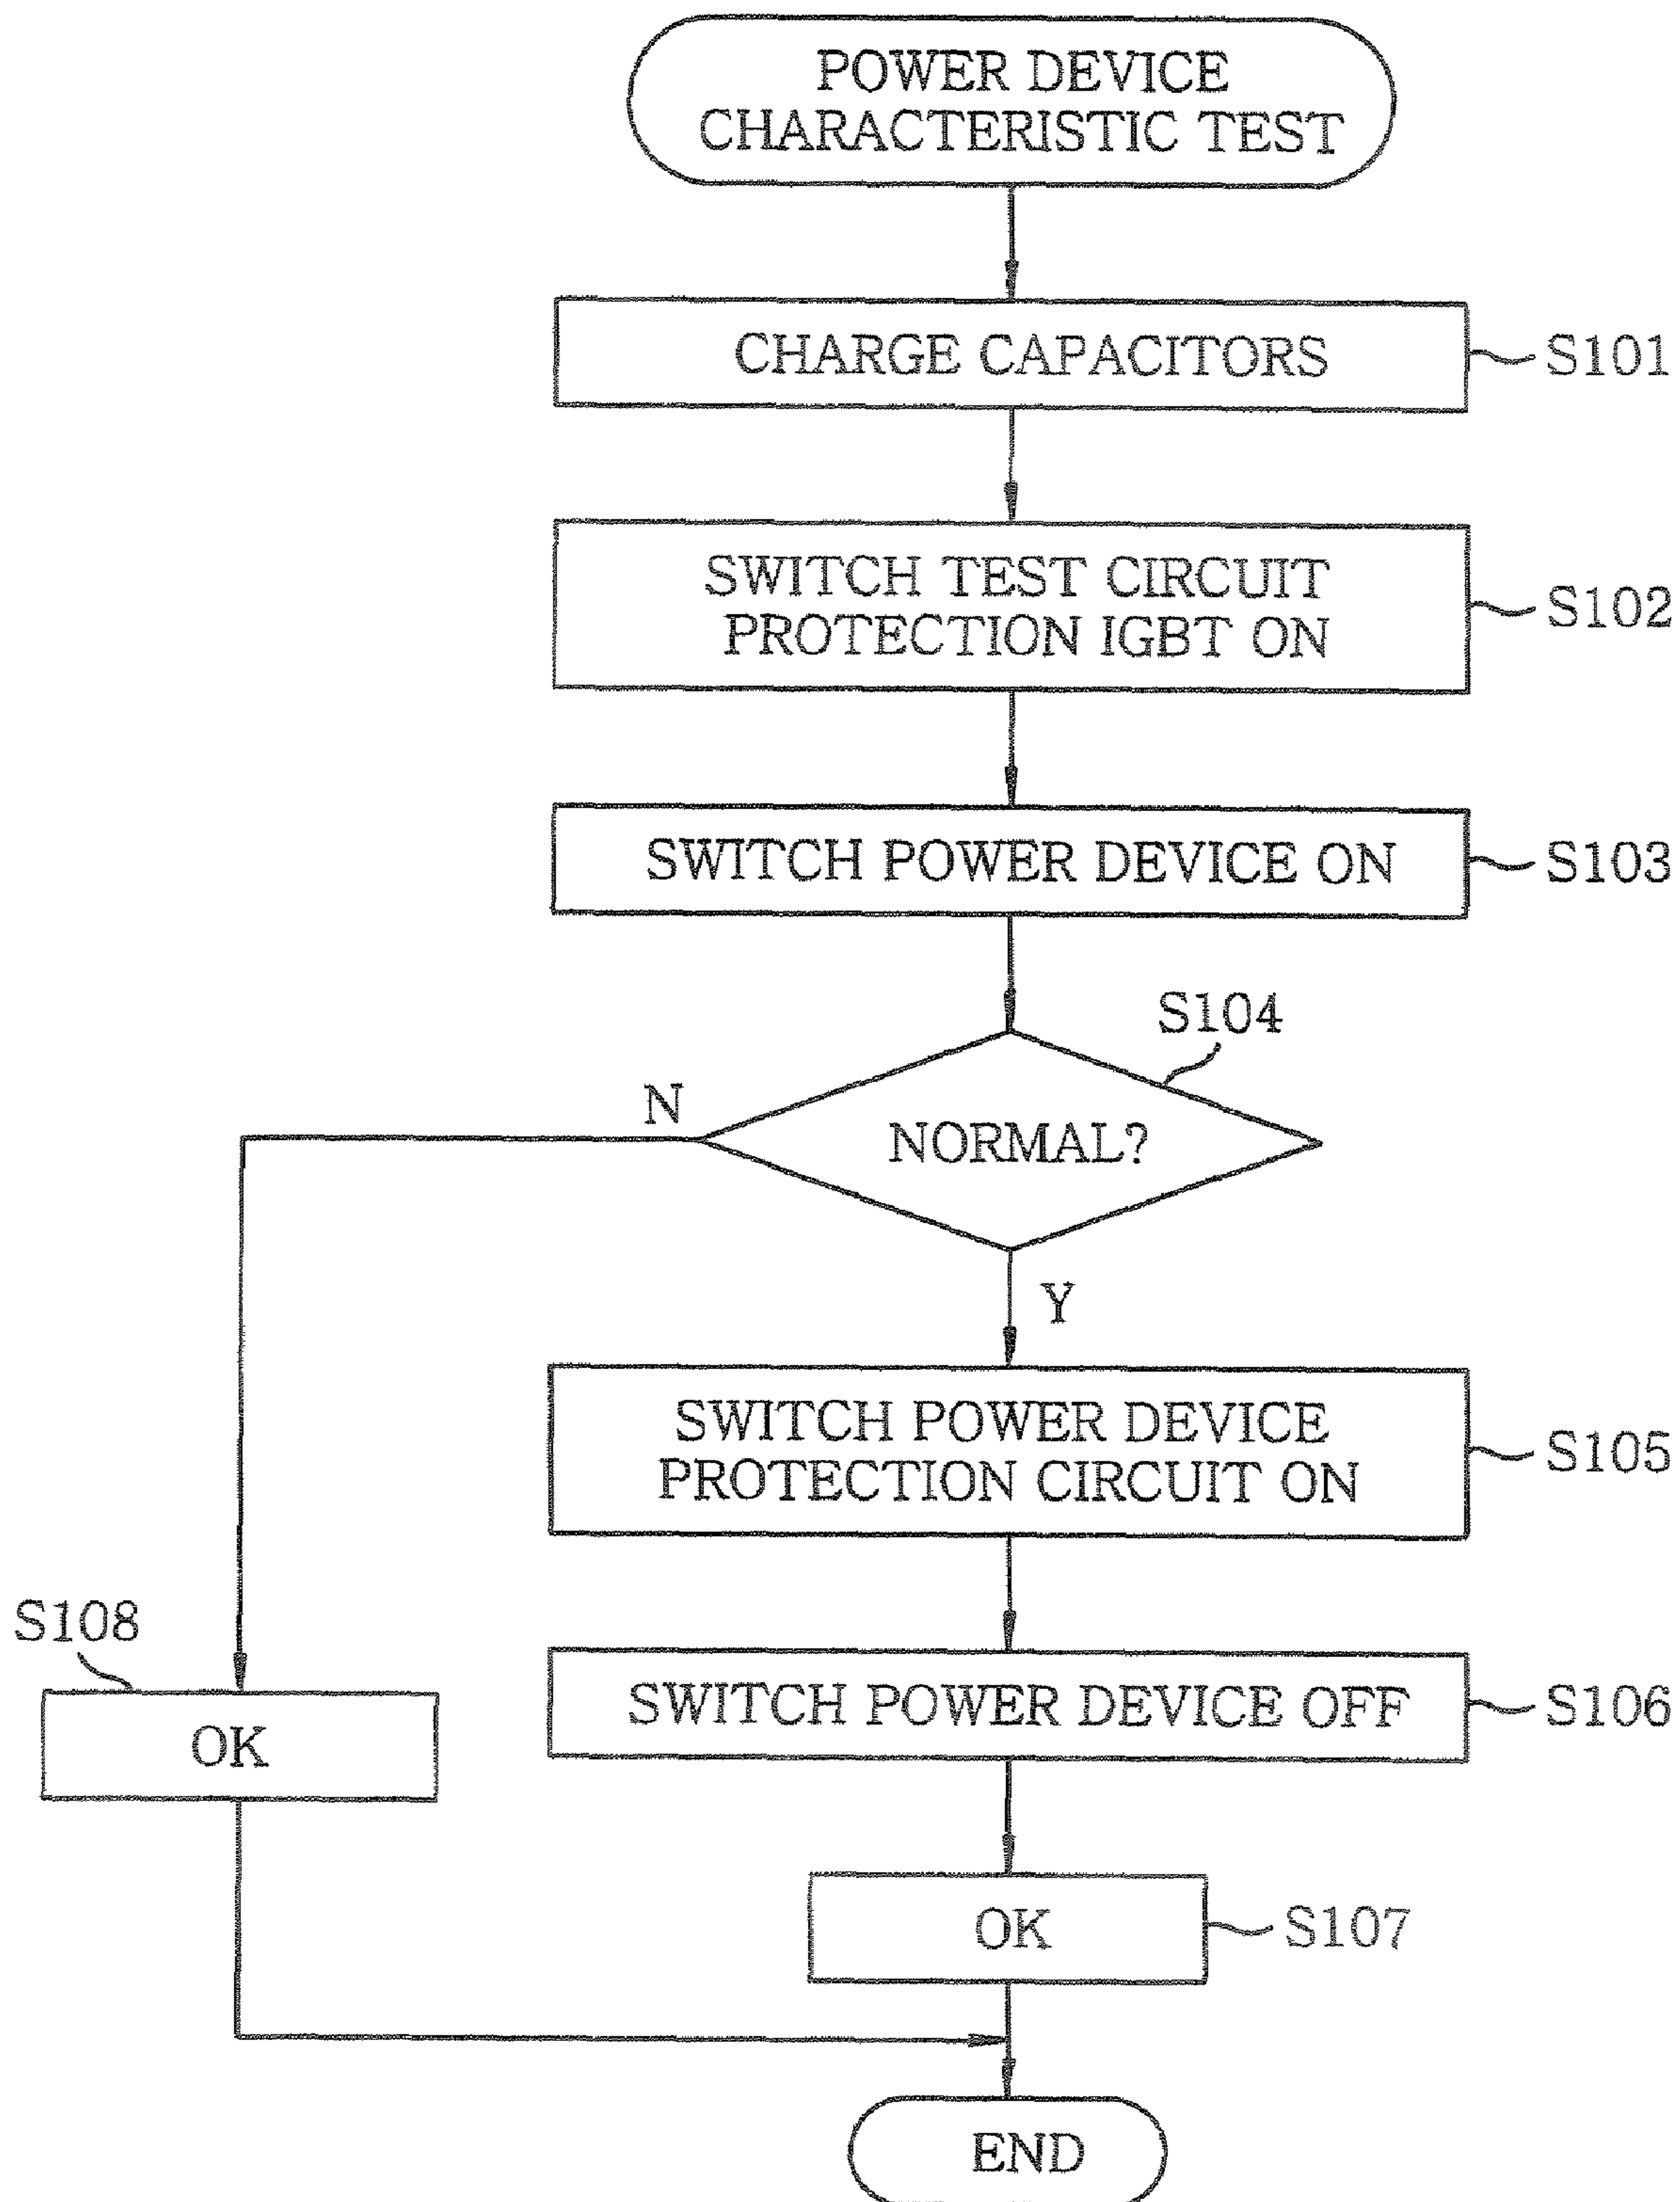 POWER DEVICE
CHARACTERISTIC TEST
CHARGE CAPACITORS
S101
SWITCH TEST CIRCUIT
PROTECTION IGBT ON
S102
SWITCH POWER DEVICE ON
S103
S104
N
NORMAL?
Y
SWITCH POWER DEVICE
PROTECTION CIRCUIT ON
S105
S108
OK
SWITCH POWER DEVICE OFF
S106
OK
S107
END